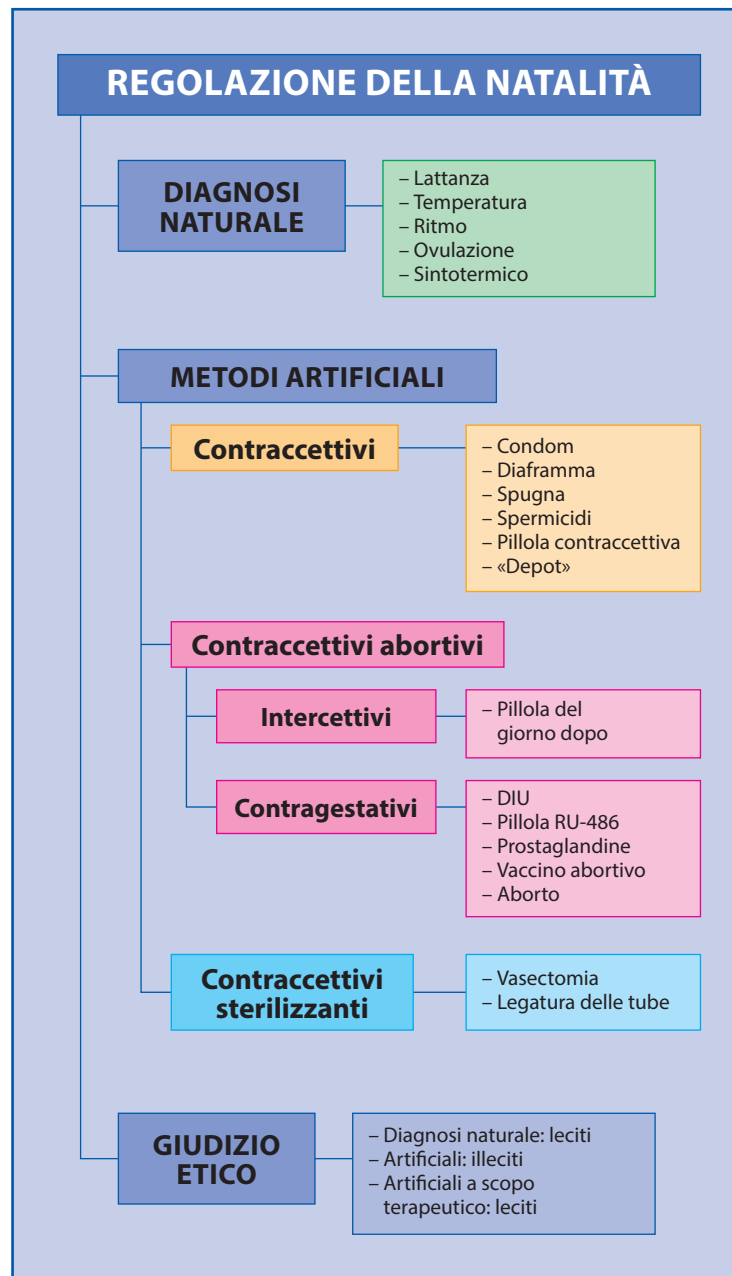 REGOLAZIONE DELLA NATALITÀ
DIAGNOSI
NATURALE
– Lattanza
– Temperatura
– Ritmo
– Ovulazione
– Sintotermico
METODI ARTIFICIALI
Contraccettivi
– Condom
– Diaframma
– Spugna
– Spermicidi
– Pillola contraccettiva
– «Depot»
Contraccettivi abortivi
Intercettivi
– Pillola del
giorno dopo
Contragestativi
– DIU
– Pillola RU-486
– Prostaglandine
– Vaccino abortivo
– Aborto
Contraccettivi
sterilizzanti
– Vasectomia
– Legatura delle tube
GIUDIZIO
ETICO
– Diagnosi naturale: leciti
– Artificiali: illeciti
– Artificiali a scopo
terapeutico: leciti